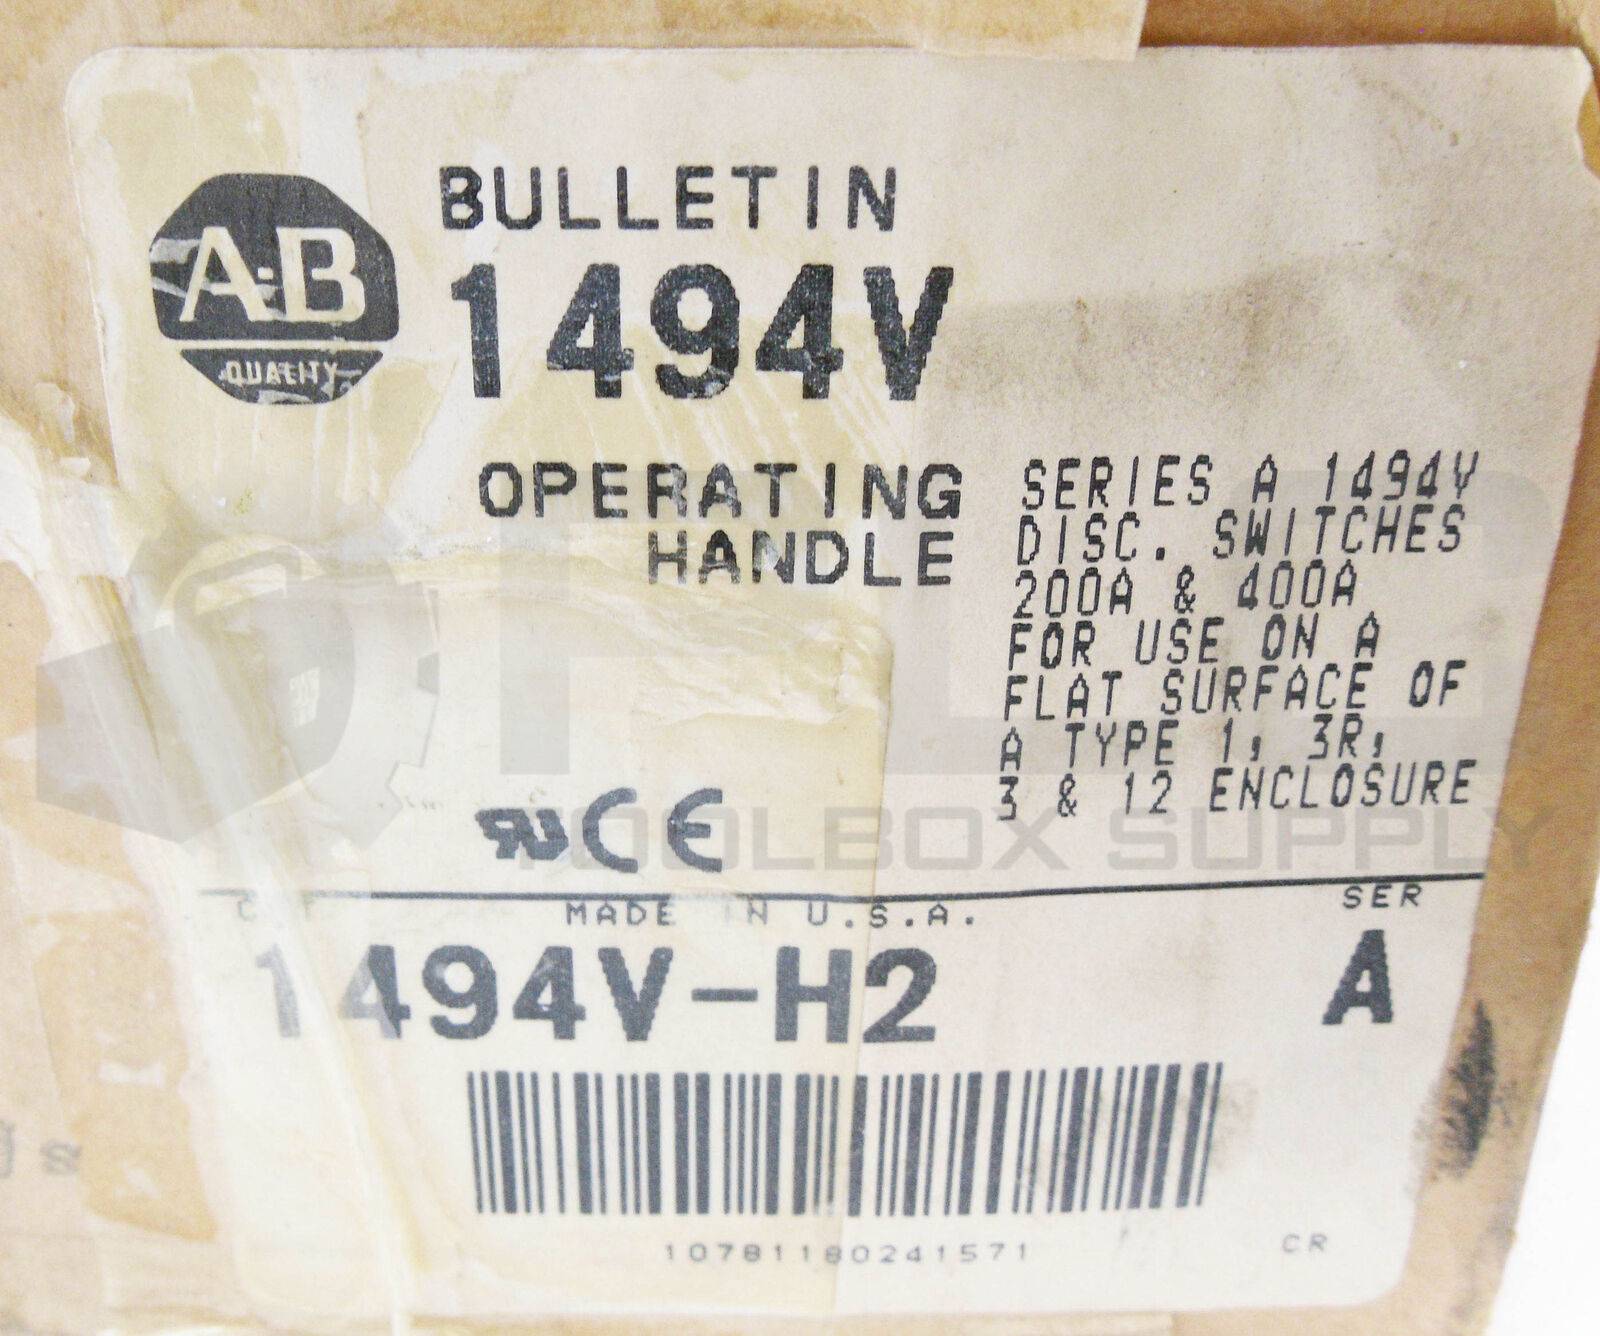 A-B
QUALITY
BULLETIN
1494V
OPERATING
HANDLE
SERIES A 1494V
DISC. SWITCHES
200A & 400A
FOR USE ON A
FLAT SURFACE OF
A TYPE 1, 3R,
3 & 12 ENCLOSURE
CE
TOOLBOX SUPPLY
CAT
MADE IN U.S.A.
SER
1494V-H2
A
10781180241571
CR